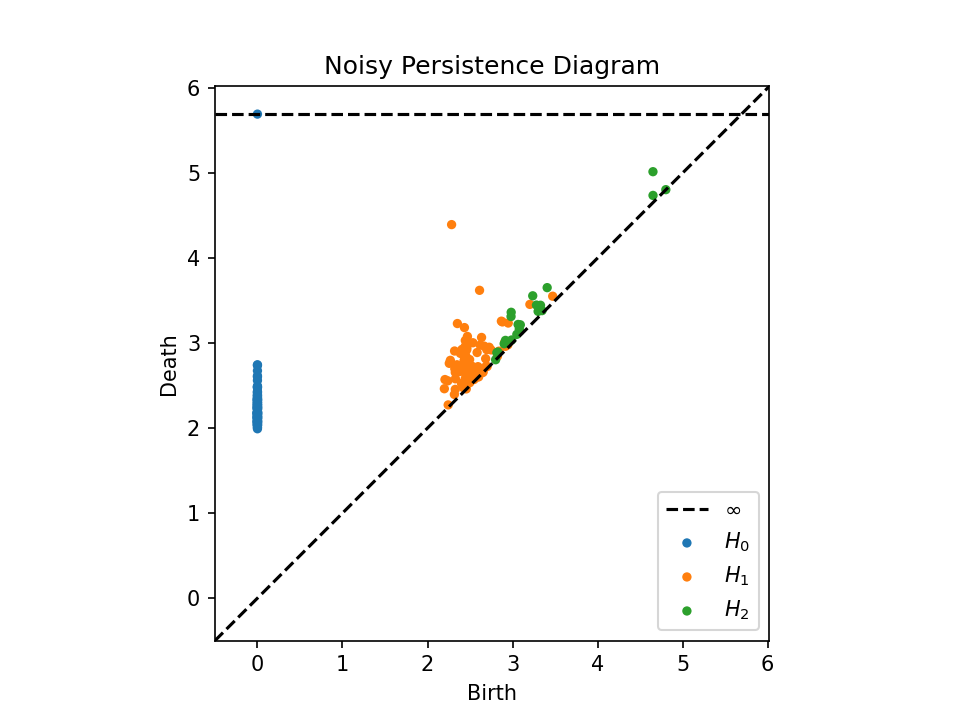 Noisy Persistence Diagram
6
5
4
3
2
1
0
Death
0 1 2 3 4 5 6
Birth
∞
H₀
H₁
H₂